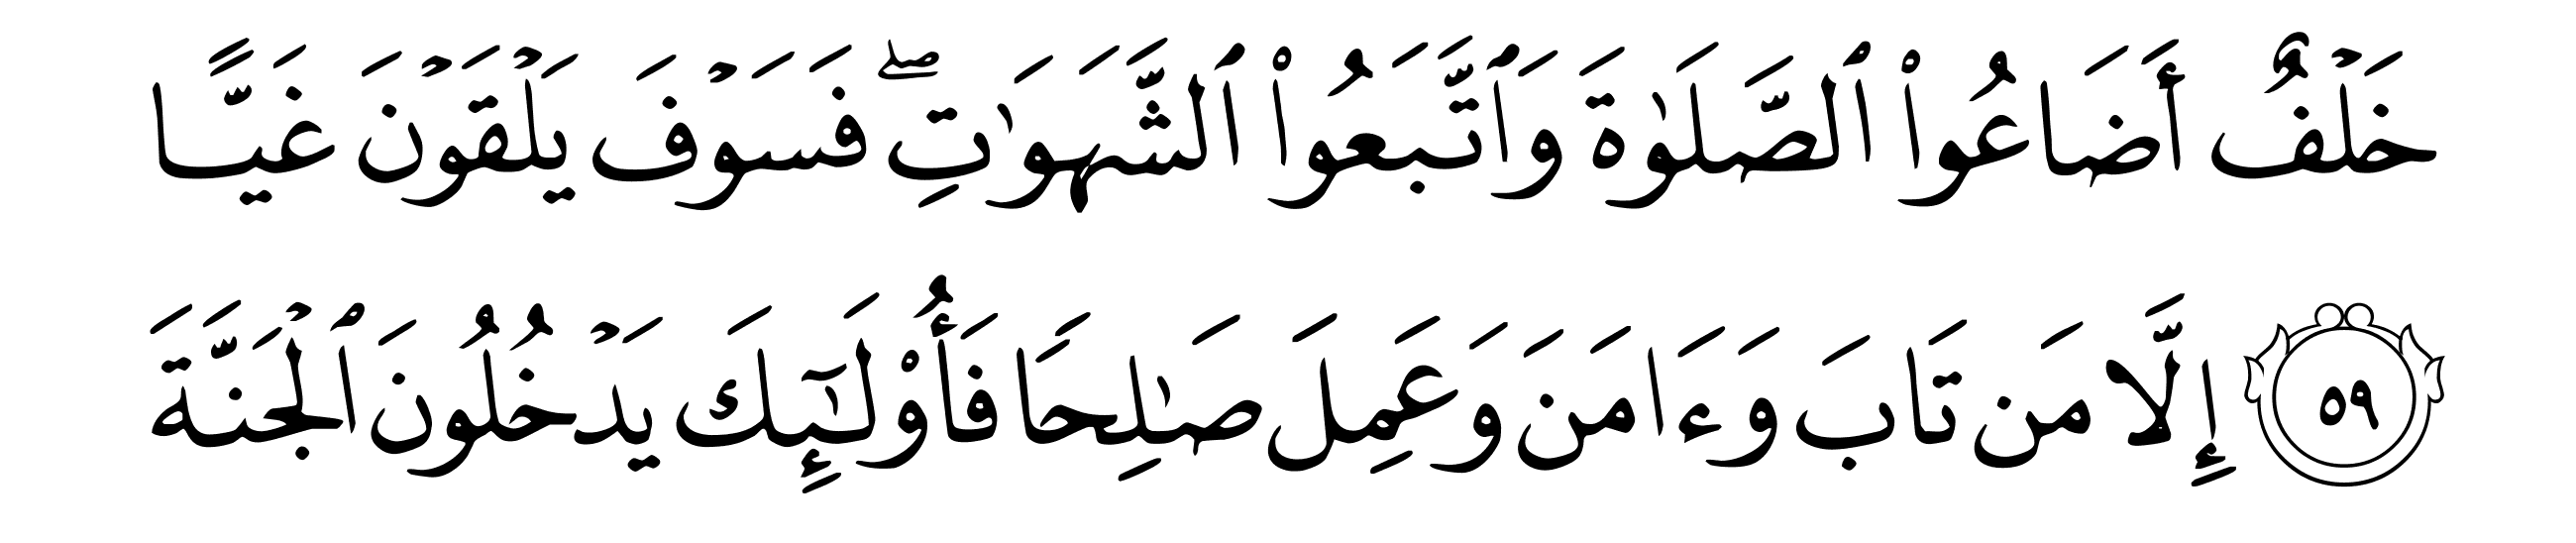 خَلۡفٌ أَضَاعُواْ ٱلصَّلَوٰةَ وَٱتَّبَعُواْ ٱلشَّهَوَٰتِۖ فَسَوۡفَ يَلۡقَوۡنَ غَيًّا
٥٩ إِلَّا مَن تَابَ وَءَامَنَ وَعَمِلَ صَٰلِحٗا فَأُوْلَٰٓئِكَ يَدۡخُلُونَ ٱلۡجَنَّةَ